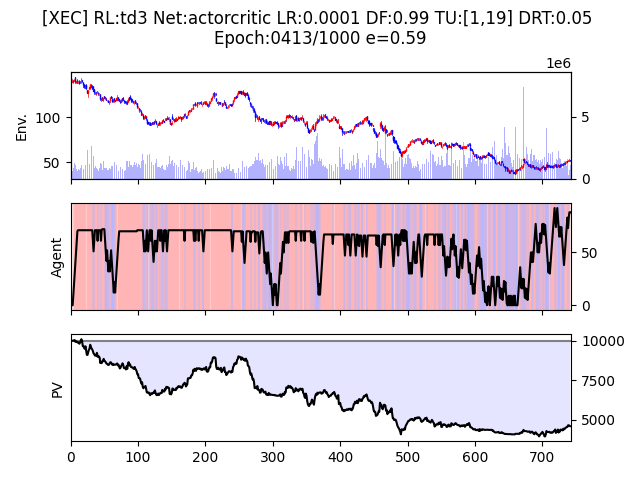 [XEC] RL:td3 Net:actorcritic LR:0.0001 DF:0.99 TU:[1,19] DRT:0.05
Epoch:0413/1000 e=0.59
1e6
Env.
100
50
5
0
Agent
50
0
PV
10000
7500
5000
0 100 200 300 400 500 600 700